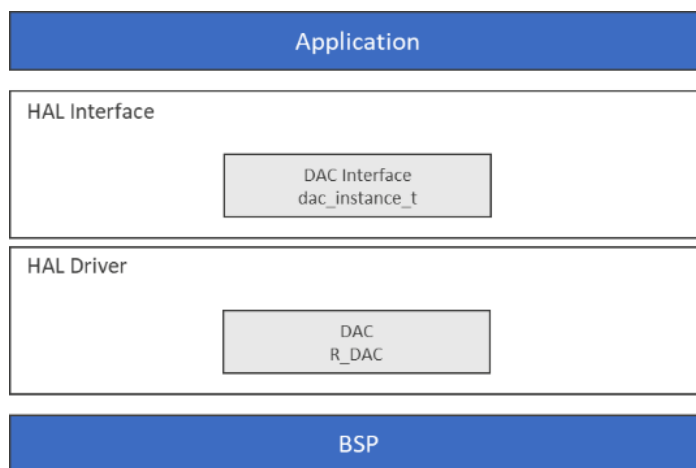 Application
HAL Interface
DAC Interface
dac_instance_t
HAL Driver
DAC
R_DAC
BSP